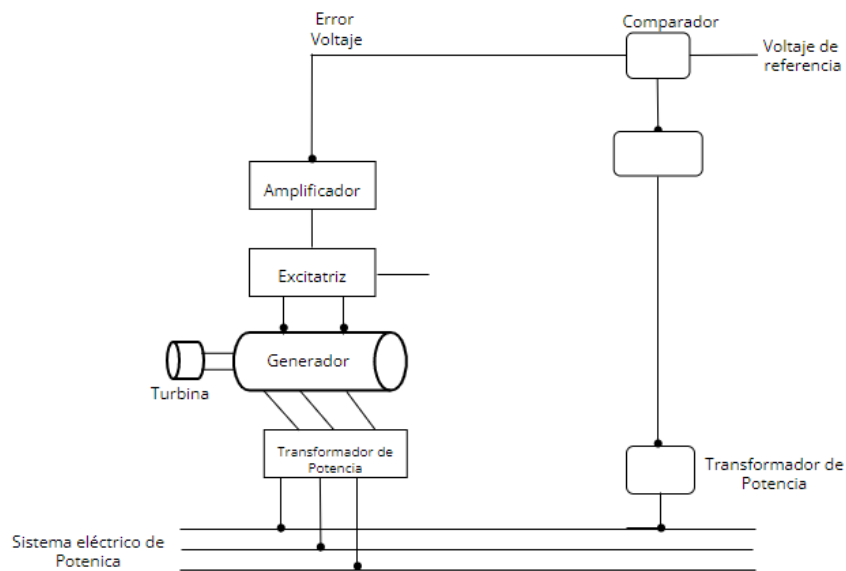 Error
Voltaje
Comparador
Voltaje de
referencia
Amplificador
Excitatriz
Generador
Turbina
Transformador de
Potencia
Transformador de
Potencia
Sistema eléctrico de
Potenica